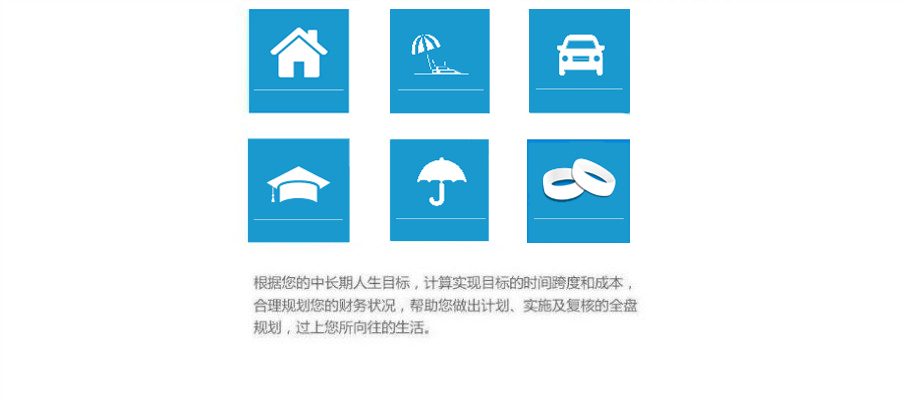 根据您的中长期人生目标，计算实现目标的时间跨度和成本，
合理规划您的财务状况，帮助您做出计划、实施及复核的全盘
规划，过上您所向往的生活。